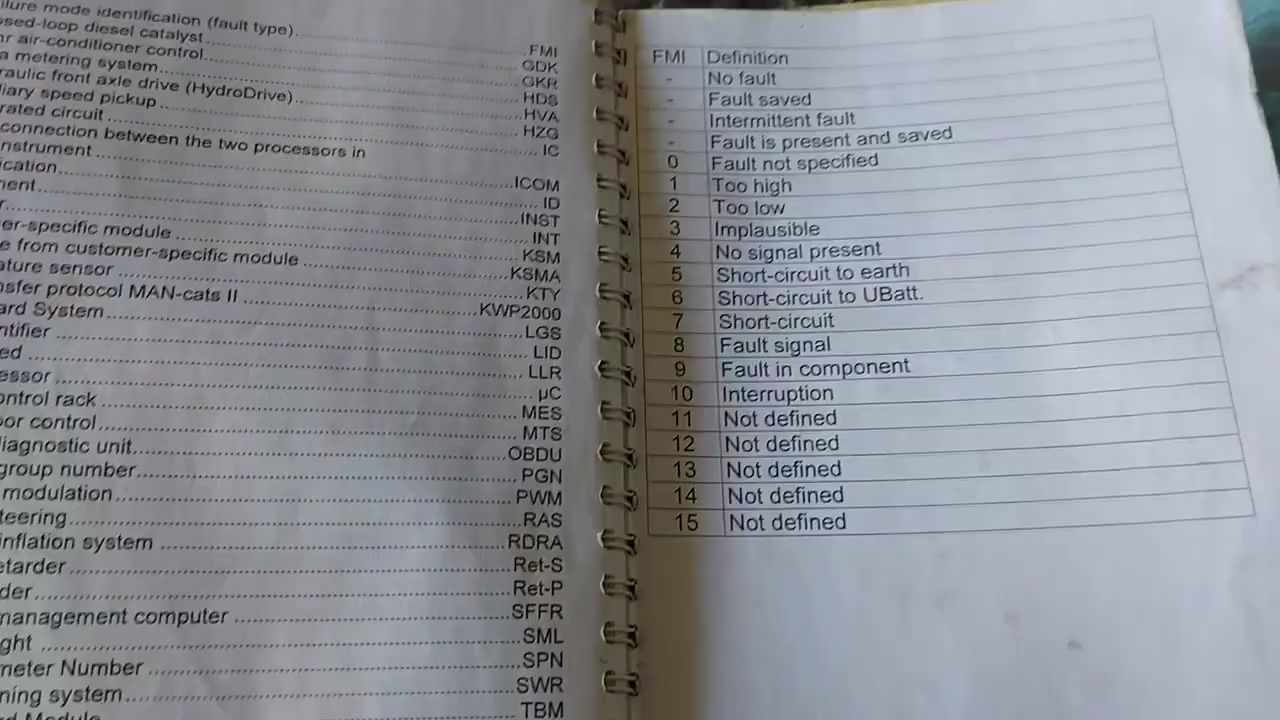 lure mode identification (fault type) FMI
sed-loop diesel catalyst GDK
r air-conditioner control GKR
a metering system HDS
raulic front axle drive (HydroDrive) HVA
liary speed pickup HZG
rated circuit IC
connection between the two processors in
nstrument ICOM
ication ID
nent INST
r INT
er-specific module KSM
e from customer-specific module KSMA
ature sensor KTY
nsfer protocol MAN-cats II KWP2000
ard System LGS
ntifier LID
ed LLR
essor µC
ontrol rack MES
or control MTS
iagnostic unit OBDU
group number PGN
modulation PWM
teering RAS
inflation system RDRA
etarder Ret-S
der Ret-P
management computer SFFR
ght SML
meter Number SPN
ning system SWR
TBM
FMI Definition
- No fault
- Fault saved
- Intermittent fault
- Fault is present and saved
0 Fault not specified
1 Too high
2 Too low
3 Implausible
4 No signal present
5 Short-circuit to earth
6 Short-circuit to UBatt.
7 Short-circuit
8 Fault signal
9 Fault in component
10 Interruption
11 Not defined
12 Not defined
13 Not defined
14 Not defined
15 Not defined